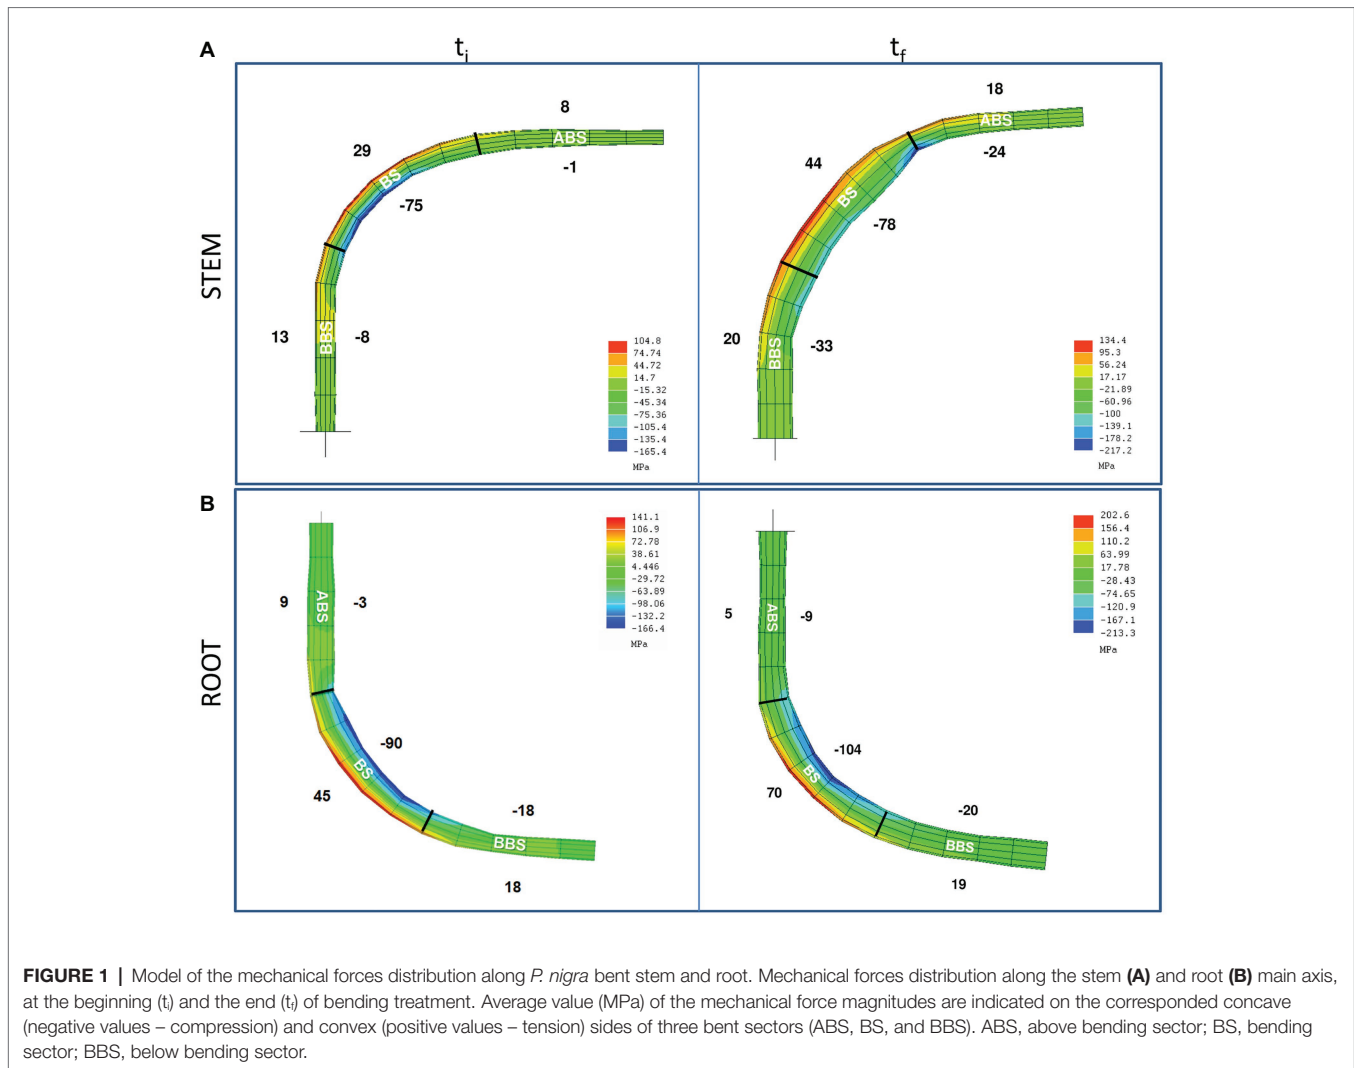 A
t_i
t_f
STEM
8
ABS
-1
29
BS
-75
13
BBS
-8
104.8
74.74
44.72
14.7
-15.32
-45.34
-75.36
-105.4
-135.4
-165.4
MPa
18
ABS
-24
44
BS
-78
20
BBS
-33
134.4
95.3
56.24
17.17
-21.89
-60.96
-100
-139.1
-178.2
-217.2
MPa
B
ROOT
9
ABS
-3
-90
BS
45
-18
BBS
18
141.1
106.9
72.78
38.61
4.446
-29.72
-63.89
-98.06
-132.2
-166.4
MPa
5
ABS
-9
-104
BS
70
-20
BBS
19
202.6
156.4
110.2
63.99
17.78
-28.43
-74.65
-120.9
-167.1
-213.3
MPa
FIGURE 1 | Model of the mechanical forces distribution along P. nigra bent stem and root. Mechanical forces distribution along the stem (A) and root (B) main axis,
at the beginning (ti) and the end (tf) of bending treatment. Average value (MPa) of the mechanical force magnitudes are indicated on the corresponded concave
(negative values – compression) and convex (positive values – tension) sides of three bent sectors (ABS, BS, and BBS). ABS, above bending sector; BS, bending
sector; BBS, below bending sector.